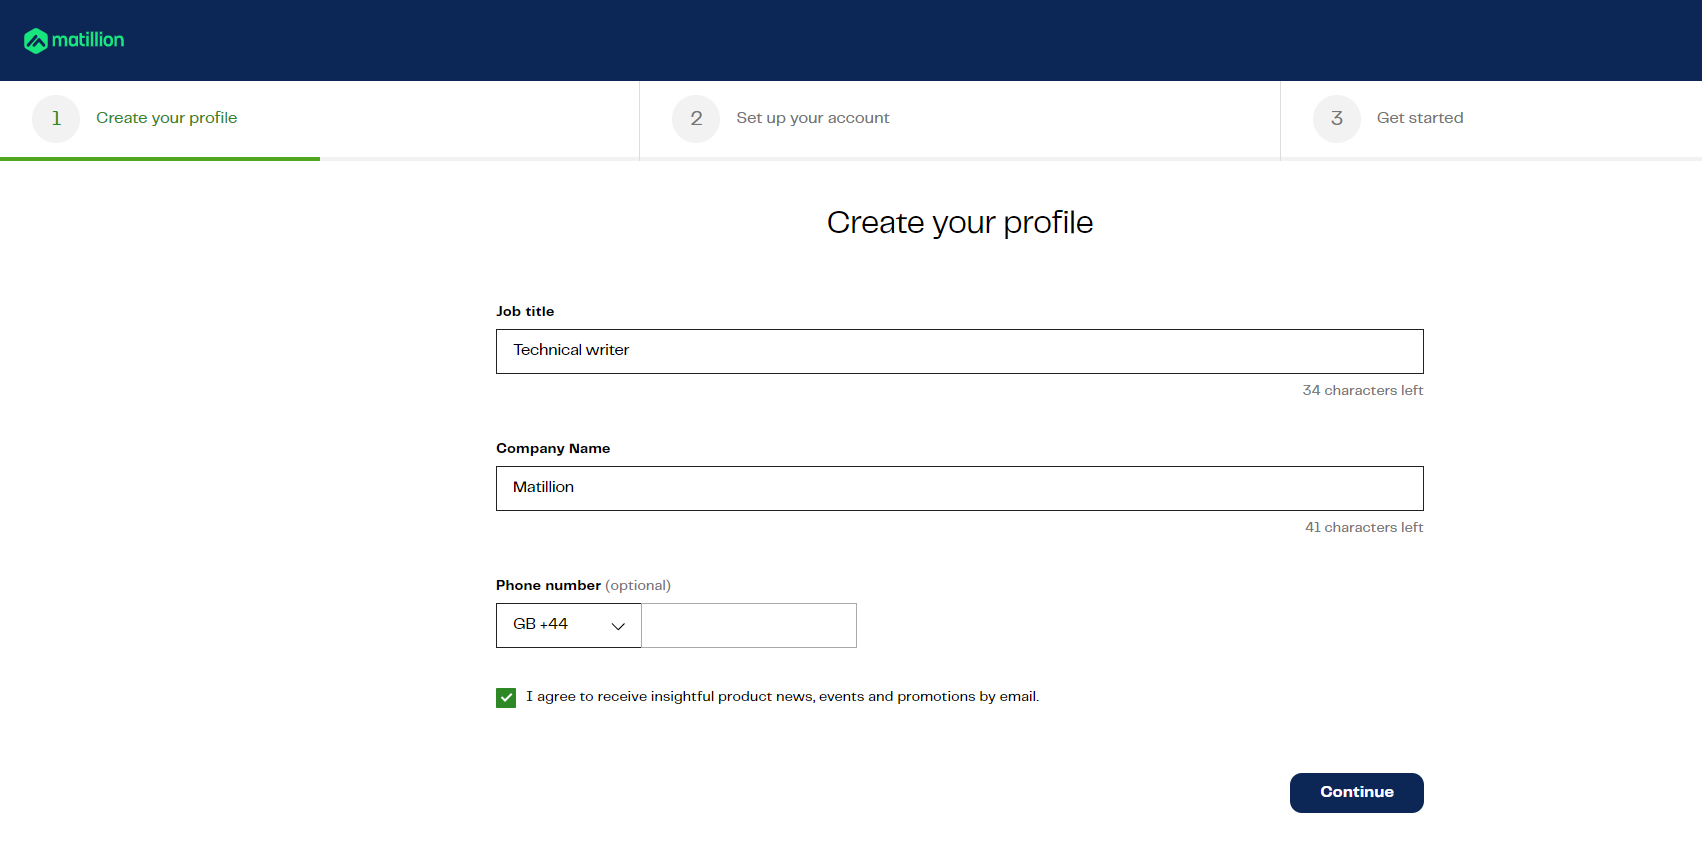 matillion
1 Create your profile
2 Set up your account
3 Get started
Create your profile
Job title
Technical writer
34 characters left
Company Name
Matillion
41 characters left
Phone number (optional)
GB +44
I agree to receive insightful product news, events and promotions by email.
Continue